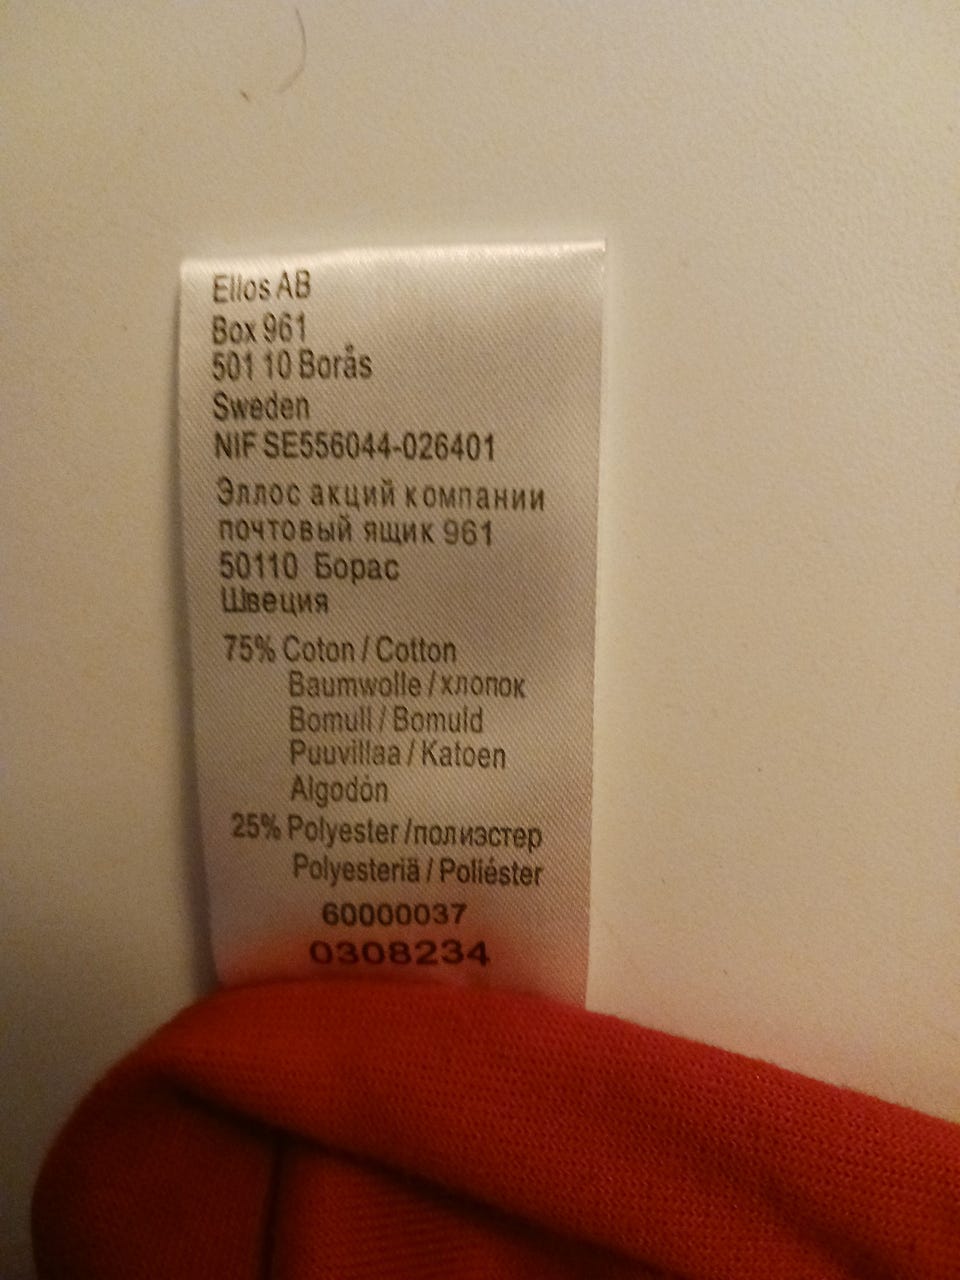 Ellos AB
Box 961
501 10 Borås
Sweden
NIF SE556044-026401
Эллос акций компании
почтовый ящик 961
50110 Борас
Швеция
75% Coton / Cotton
Baumwolle / хлопок
Bomull / Bomuld
Puuvillaa / Katoen
Algodón
25% Polyester /полиэстер
Polyesteriä / Poliéster
60000037
0308234